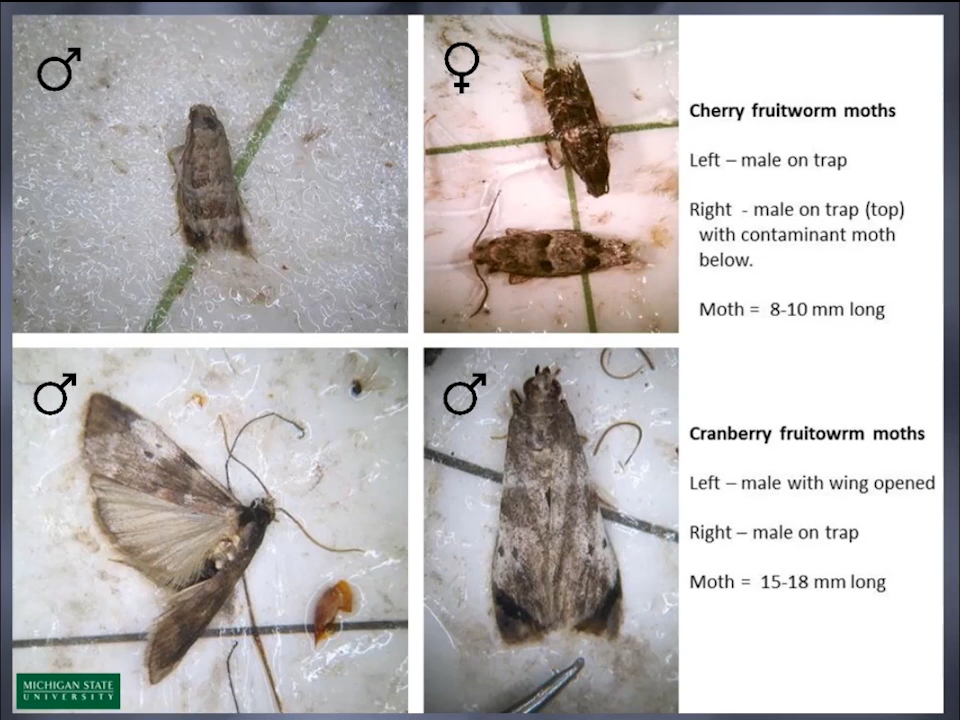 ♂
♀
Cherry fruitworm moths
Left – male on trap
Right - male on trap (top)
with contaminant moth
below.
Moth = 8-10 mm long
♂
♂
Cranberry fruitowrm moths
Left – male with wing opened
Right – male on trap
Moth = 15-18 mm long
MICHIGAN STATE
UNIVERSITY